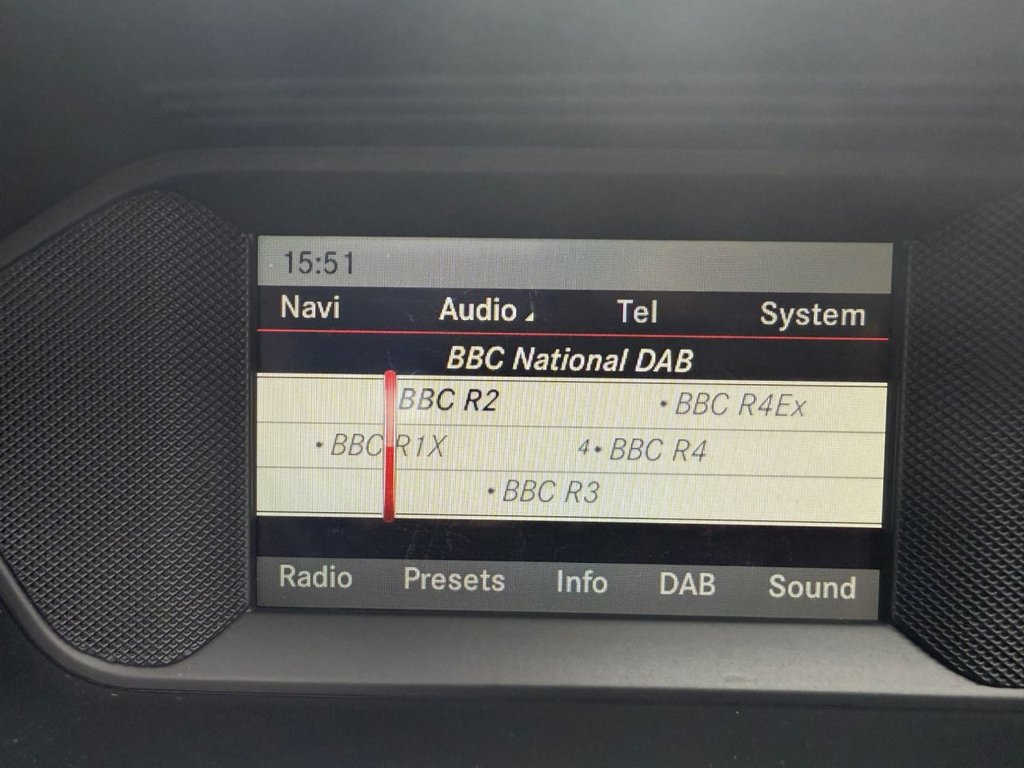 15:51
Navi Audio Tel System
BBC National DAB
BBC R2 • BBC R4Ex
• BBC R1X 4• BBC R4
• BBC R3
Radio Presets Info DAB Sound